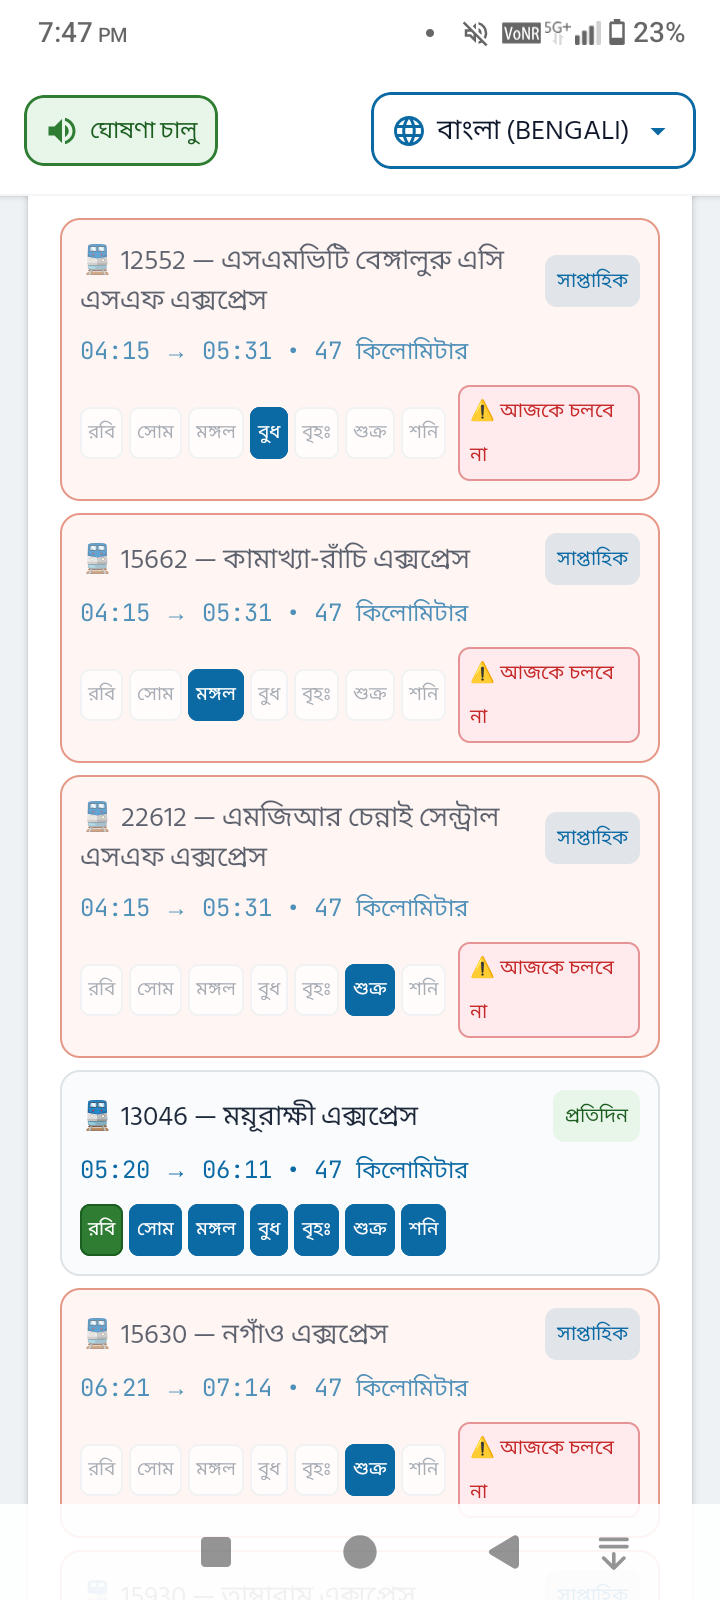 7:47 PM
VoNR 5G+ 23%
ঘোষণা চালু
বাংলা (BENGALI)
12552 — এসএমভিটি বেঙ্গালুরু এসি
এসএফ এক্সপ্রেস
সাপ্তাহিক
04:15 → 05:31 • 47 কিলোমিটার
রবি সোম মঙ্গল বুধ বৃহঃ শুক্র শনি
⚠️ আজকে চলবে
না
15662 — কামাখ্যা-রাঁচি এক্সপ্রেস
সাপ্তাহিক
04:15 → 05:31 • 47 কিলোমিটার
রবি সোম মঙ্গল বুধ বৃহঃ শুক্র শনি
⚠️ আজকে চলবে
না
22612 — এমজিআর চেন্নাই সেন্ট্রাল
এসএফ এক্সপ্রেস
সাপ্তাহিক
04:15 → 05:31 • 47 কিলোমিটার
রবি সোম মঙ্গল বুধ বৃহঃ শুক্র শনি
⚠️ আজকে চলবে
না
13046 — ময়ূরাক্ষী এক্সপ্রেস
প্রতিদিন
05:20 → 06:11 • 47 কিলোমিটার
রবি সোম মঙ্গল বুধ বৃহঃ শুক্র শনি
15630 — নগাঁও এক্সপ্রেস
সাপ্তাহিক
06:21 → 07:14 • 47 কিলোমিটার
রবি সোম মঙ্গল বুধ বৃহঃ শুক্র শনি
⚠️ আজকে চলবে
না
15930 — তাম্বারাম এক্সপ্রেস
সাপ্তাহিক